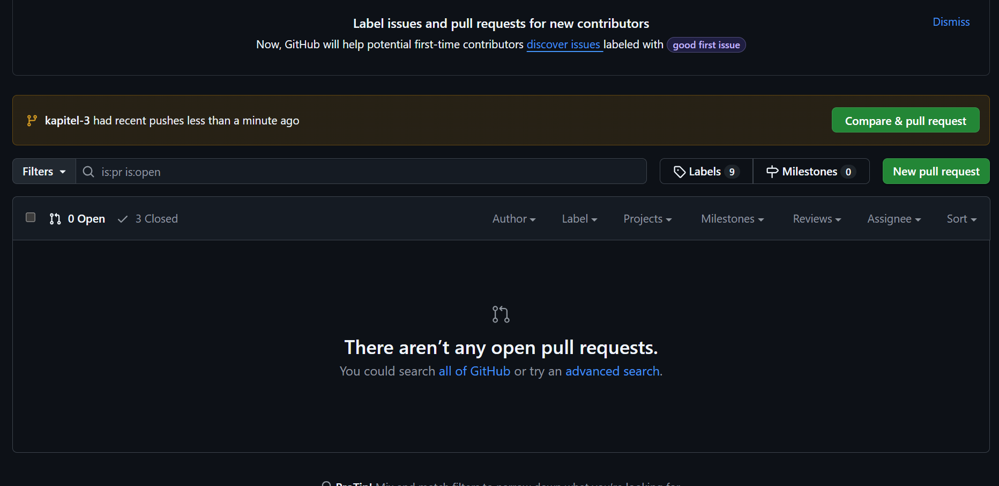 Label issues and pull requests for new contributors
Dismiss
Now, GitHub will help potential first-time contributors discover issues labeled with good first issue
kapitel-3 had recent pushes less than a minute ago
Compare & pull request
Filters
is:pr is:open
Labels 9
Milestones 0
New pull request
0 Open
3 Closed
Author
Label
Projects
Milestones
Reviews
Assignee
Sort
There aren’t any open pull requests.
You could search all of GitHub or try an advanced search.
ProTip! Mix and match filters to narrow down what you’re looking for